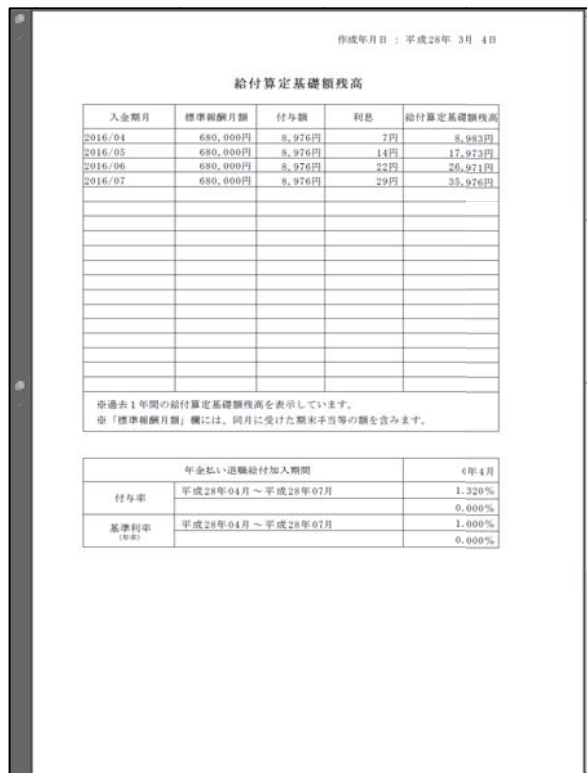 作成年月日 : 平成28年 3月 4日
給付算定基礎額残高
入金期月 標準報酬月額 付与額 利息 給付算定基礎額残高
2016/04 680,000円 8,976円 7円 8,983円
2016/05 680,000円 8,976円 14円 17,973円
2016/06 680,000円 8,976円 22円 26,971円
2016/07 680,000円 8,976円 29円 35,976円
※過去1年間の給付算定基礎額残高を表示しています。
※「標準報酬月額」欄には、同月に受けた期末手当等の額を含みます。
年金払い退職給付加入期間 0年4月
付与率 平成28年04月～平成28年07月 1.320%
0.000%
基準利率 平成28年04月～平成28年07月 1.000%
(年率)
0.000%